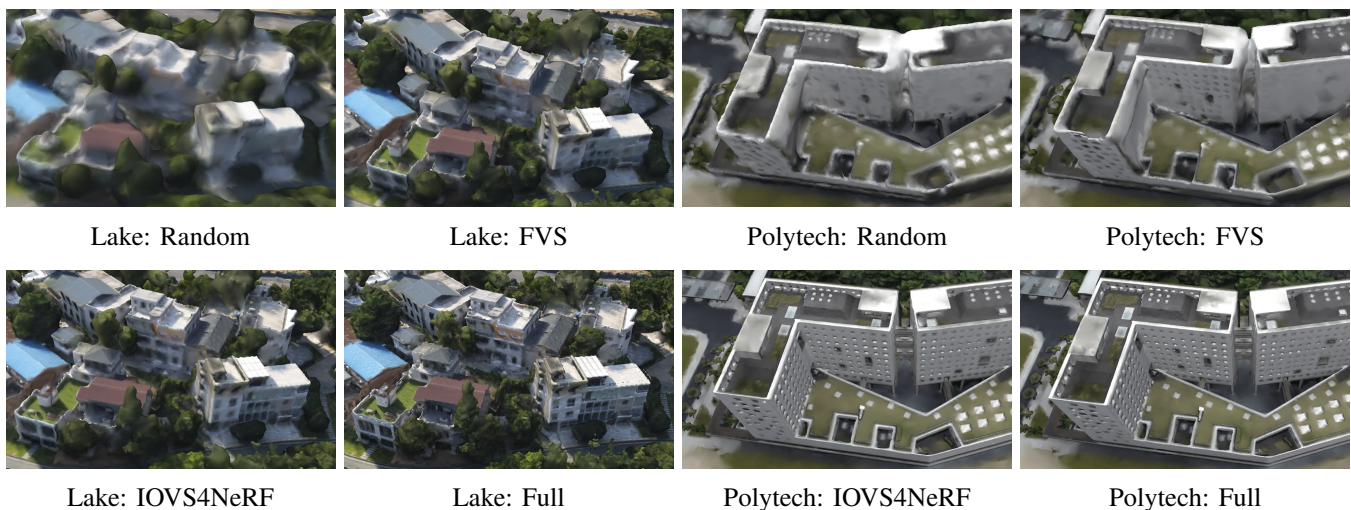 Lake: Random
Lake: FVS
Polytech: Random
Polytech: FVS
Lake: IOVS4NeRF
Lake: Full
Polytech: IOVS4NeRF
Polytech: Full